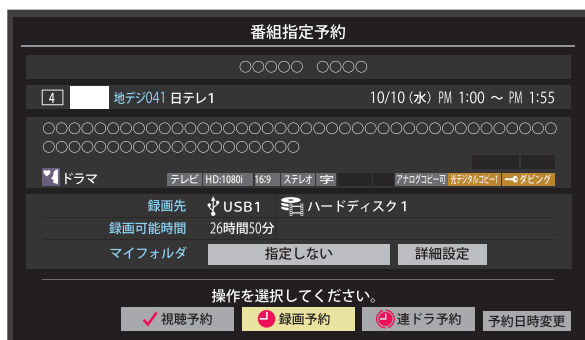 番組指定予約
○○○○○ ○○○○
4 地デジ041 日テレ1 10/10 (水) PM 1:00 ～ PM 1:55
○○○○○○○○○○○○○○○○○○○○○○○○○○○○○○○○○○○○○○○○
○○○○○○○○○○○○○○○○○○○○
ドラマ テレビ HD:1080i 16:9 ステレオ 字 アナログコピー可 光デジタルコピー1 ダビング
録画先 USB1 ハードディスク1
録画可能時間 26時間50分
マイフォルダ 指定しない 詳細設定
操作を選択してください。
視聴予約 録画予約 連ドラ予約 予約日時変更